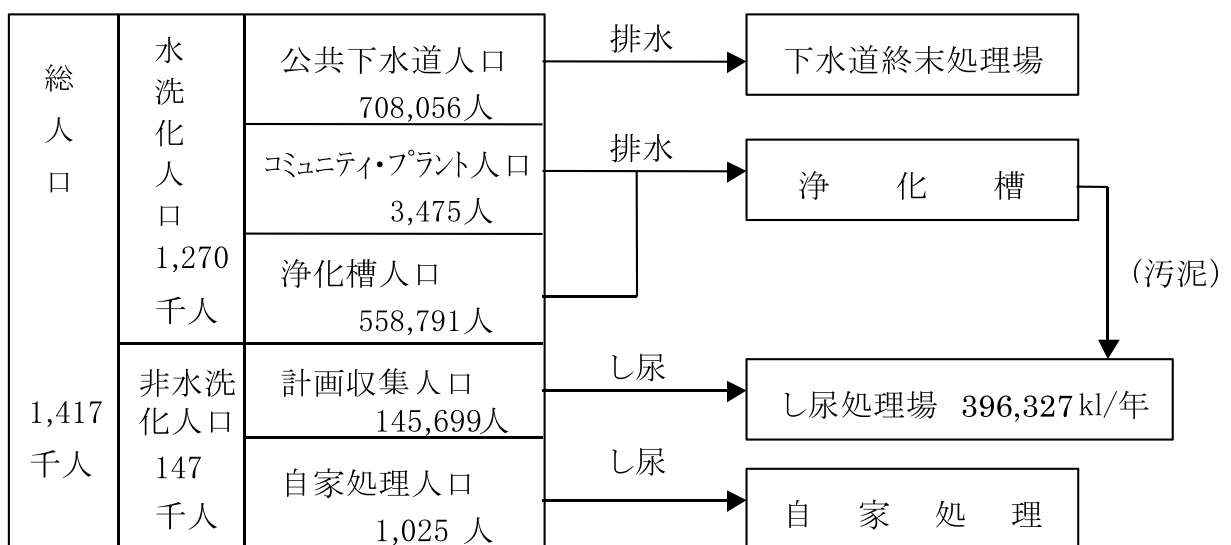 総人口
1,417
千人
水洗化人口
1,270
千人
非水洗
化人口
147
千人
公共下水道人口
708,056人
コミュニティ・プラント人口
3,475人
浄化槽人口
558,791人
計画収集人口
145,699人
自家処理人口
1,025 人
排水
下水道終末処理場
排水
浄 化 槽
(汚泥)
し尿
し尿処理場 396,327kl/年
し尿
自 家 処 理